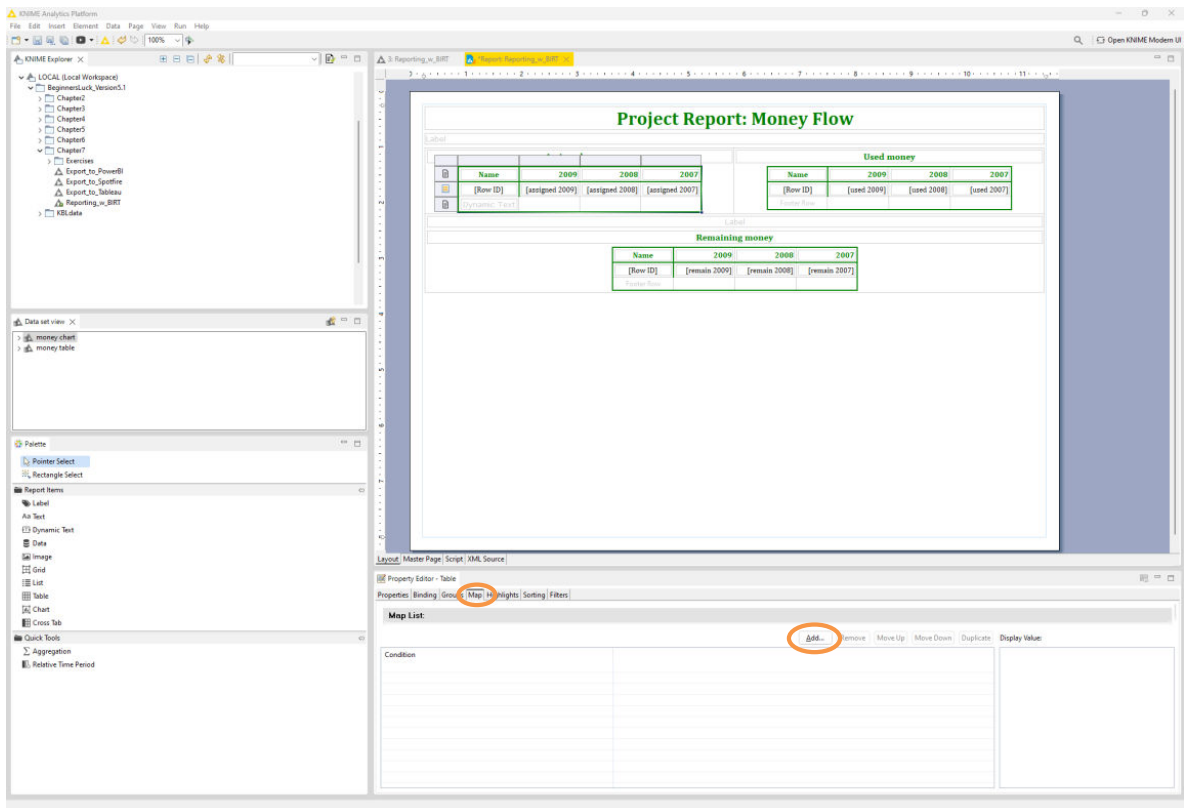 KNIME Analytics Platform
File Edit Insert Element Data Page View Run Help
100%
Open KNIME Modern UI
KNIME Explorer
LOCAL (Local Workspace)
BeginnersLuck_Version5.1
Chapter2
Chapter3
Chapter4
Chapter5
Chapter6
Chapter7
Exercises
Export_to_PowerBI
Export_to_Spotfire
Export_to_Tableau
Reporting_w_BIRT
KBLdata
Data set view
money chart
money table
Palette
Pointer Select
Rectangle Select
Report Items
Label
Text
Dynamic Text
Data
Image
Grid
List
Table
Chart
Cross Tab
Quick Tools
Aggregation
Relative Time Period
3: Reporting_w_BIRT *Report: Reporting_w_BIRT
Project Report: Money Flow
Label
Used money
Name 2009 2008 2007
[Row ID] [assigned 2009] [assigned 2008] [assigned 2007]
Dynamic Text
Name 2009 2008 2007
[Row ID] [used 2009] [used 2008] [used 2007]
Footer Row
Label
Remaining money
Name 2009 2008 2007
[Row ID] [remain 2009] [remain 2008] [remain 2007]
Footer Row
Layout Master Page Script XML Source
Property Editor - Table
Properties Binding Groups Map Highlights Sorting Filters
Map List:
Add... Remove Move Up Move Down Duplicate Display Value:
Condition